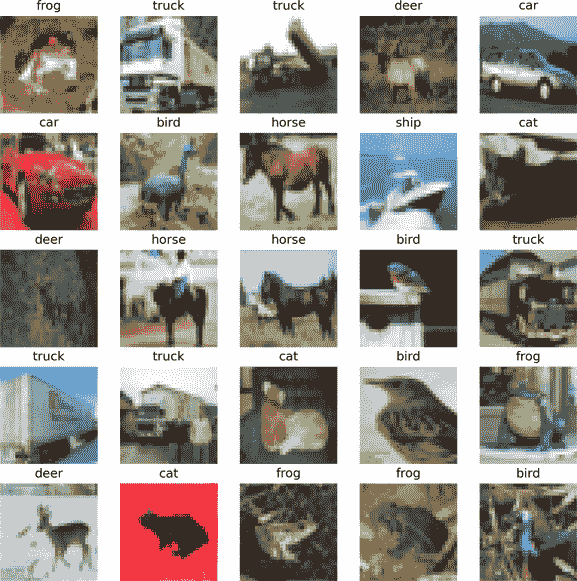 frog truck truck deer car
car bird horse ship cat
deer horse horse bird truck
truck truck cat bird frog
deer cat frog frog bird